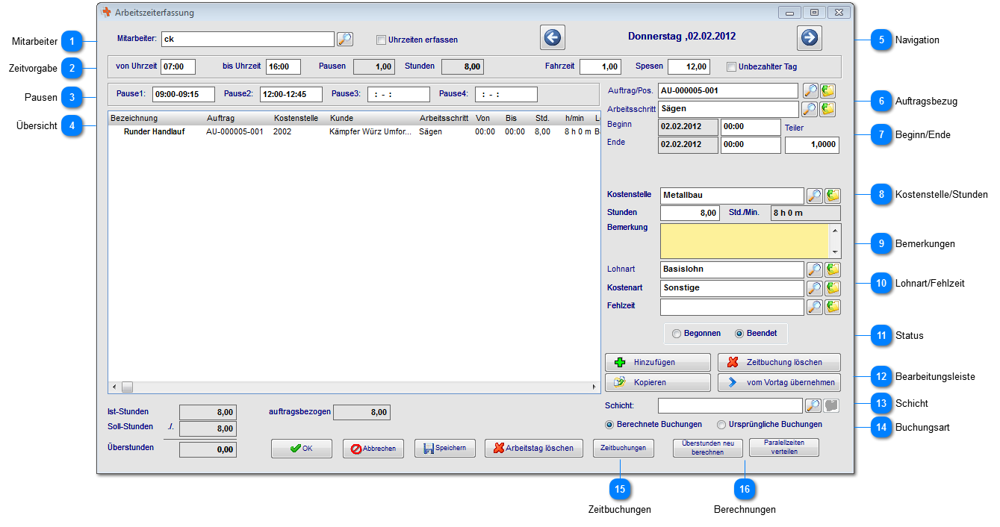 Arbeitszeiterfassung
Mitarbeiter 1
Mitarbeiter: ck
Uhrzeiten erfassen
Donnerstag ,02.02.2012
5 Navigation
Zeitvorgabe 2
von Uhrzeit 07:00 bis Uhrzeit 16:00 Pausen 1,00 Stunden 8,00 Fahrzeit 1,00 Spesen 12,00 Unbezahlter Tag
Pausen 3
Pause1: 09:00-09:15 Pause2: 12:00-12:45 Pause3: : - : Pause4: : - :
Auftrag/Pos. AU-000005-001
6 Auftragsbezug
Arbeitsschritt Sägen
Übersicht 4
Bezeichnung Auftrag Kostenstelle Kunde Arbeitsschritt Von Bis Std. h/min L
Runder Handlauf AU-000005-001 2002 Kämpfer Würz Umfor... Sägen 00:00 00:00 8,00 8 h 0 m B
Beginn 02.02.2012 00:00 Teiler
7 Beginn/Ende
Ende 02.02.2012 00:00 1,0000
Kostenstelle Metallbau
8 Kostenstelle/Stunden
Stunden 8,00 Std./Min. 8 h 0 m
Bemerkung
9 Bemerkungen
Lohnart Basislohn
10 Lohnart/Fehlzeit
Kostenart Sonstige
Fehlzeit
Begonnen Beendet
11 Status
Hinzufügen Zeitbuchung löschen
12 Bearbeitungsleiste
Kopieren vom Vortag übernehmen
Schicht:
13 Schicht
Berechnete Buchungen Ursprüngliche Buchungen
14 Buchungsart
Ist-Stunden 8,00 auftragsbezogen 8,00
Soll-Stunden ./. 8,00
Überstunden 0,00
OK Abbrechen Speichern Arbeitstag löschen Zeitbuchungen
Überstunden neu
berechnen
Paralellzeiten
verteilen
15 16
Zeitbuchungen Berechnungen